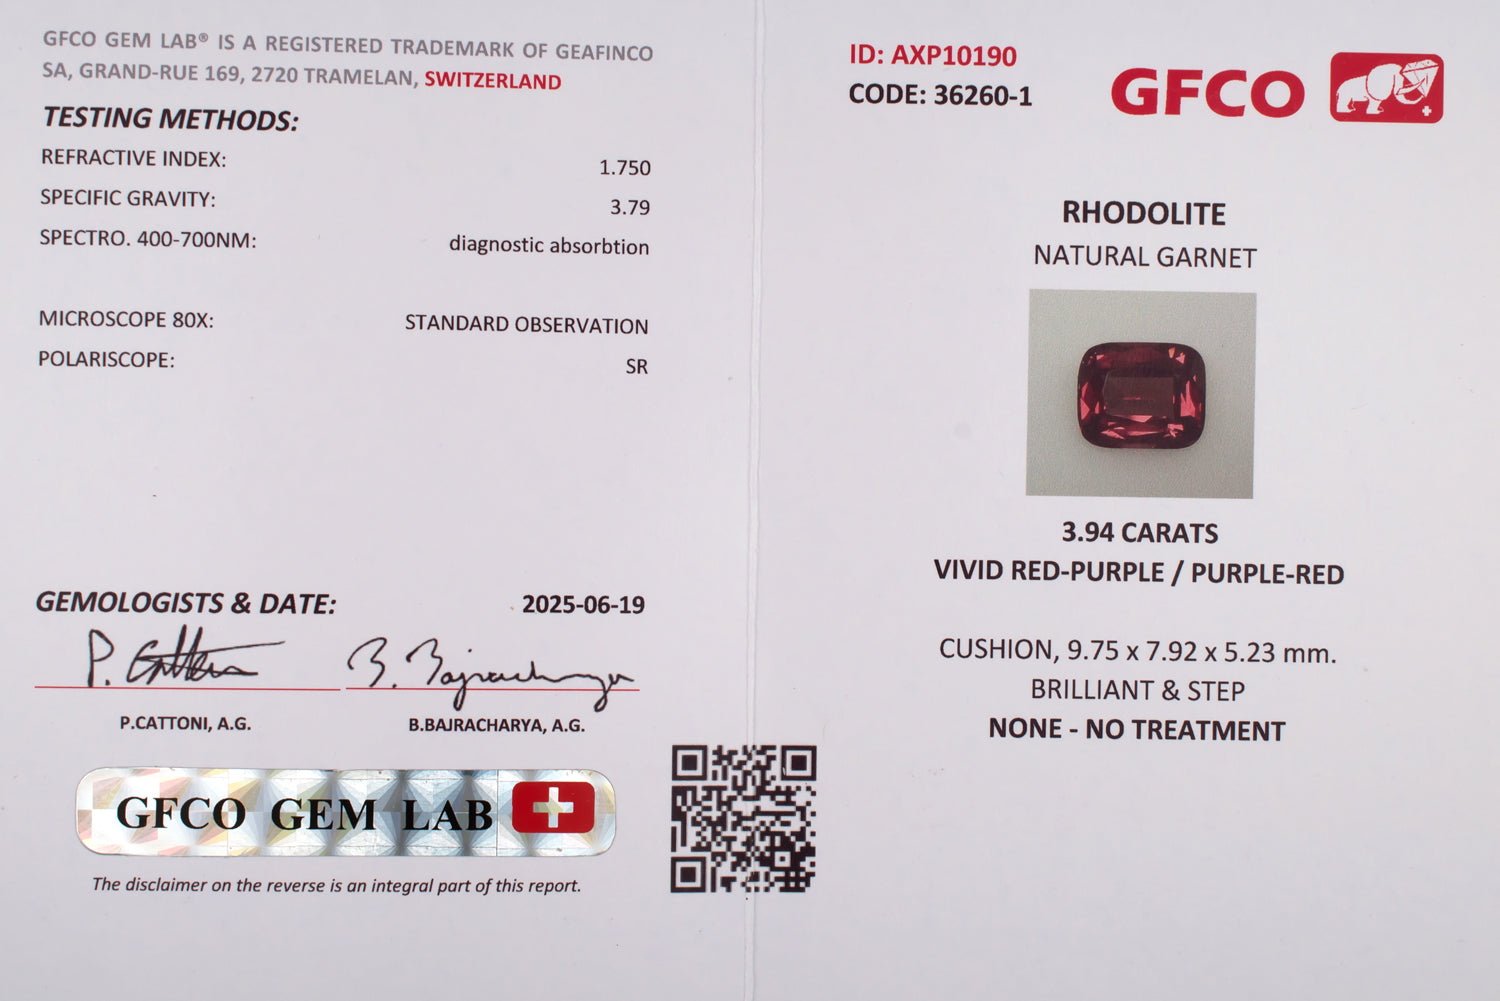 GFCO GEM LAB® IS A REGISTERED TRADEMARK OF GEAFINCO
SA, GRAND-RUE 169, 2720 TRAMELAN, SWITZERLAND
TESTING METHODS:
REFRACTIVE INDEX: 1.750
SPECIFIC GRAVITY: 3.79
SPECTRO. 400-700NM: diagnostic absorbtion
MICROSCOPE 80X: STANDARD OBSERVATION
POLARISCOPE: SR
GEMOLOGISTS & DATE: 2025-06-19
P. Cattoni B. Bajracharya
P.CATTONI, A.G. B.BAJRACHARYA, A.G.
GFCO GEM LAB
The disclaimer on the reverse is an integral part of this report.
ID: AXP10190
CODE: 36260-1
GFCO
RHODOLITE
NATURAL GARNET
3.94 CARATS
VIVID RED-PURPLE / PURPLE-RED
CUSHION, 9.75 x 7.92 x 5.23 mm.
BRILLIANT & STEP
NONE - NO TREATMENT